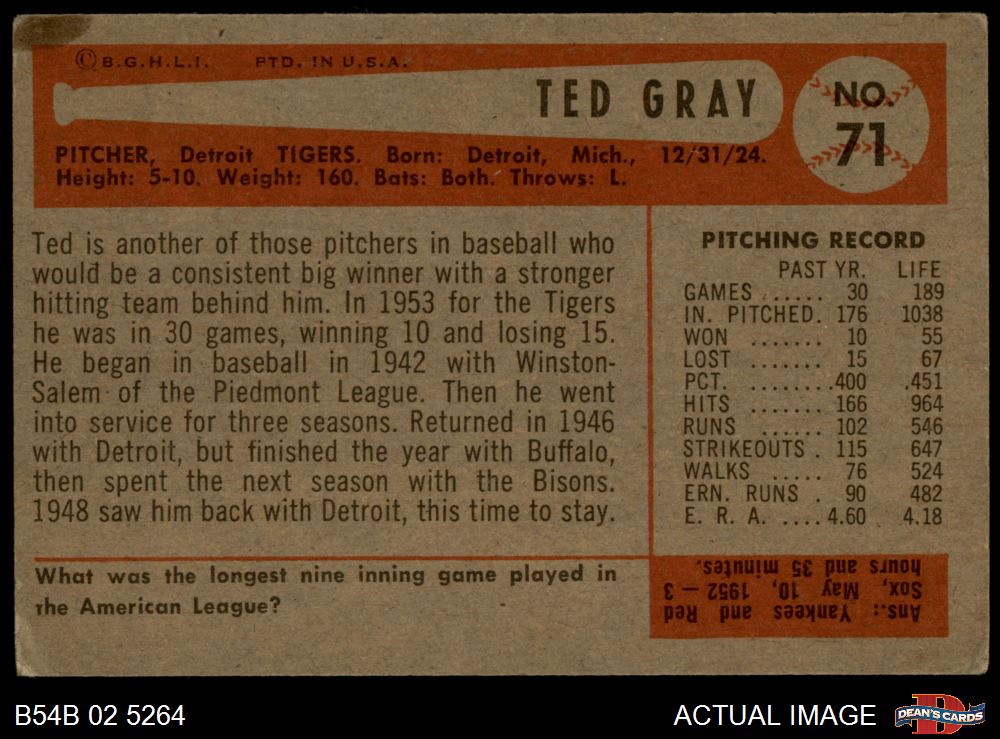 ©B.G.H.L.I. PTD. IN U.S.A.
TED GRAY
NO.
71
PITCHER, Detroit TIGERS. Born: Detroit, Mich., 12/31/24.
Height: 5-10. Weight: 160. Bats: Both. Throws: L.
Ted is another of those pitchers in baseball who
would be a consistent big winner with a stronger
hitting team behind him. In 1953 for the Tigers
he was in 30 games, winning 10 and losing 15.
He began in baseball in 1942 with Winston-
Salem of the Piedmont League. Then he went
into service for three seasons. Returned in 1946
with Detroit, but finished the year with Buffalo,
then spent the next season with the Bisons.
1948 saw him back with Detroit, this time to stay.
PITCHING RECORD
PAST YR. LIFE
GAMES ...... 30 189
IN. PITCHED. 176 1038
WON ....... 10 55
LOST ....... 15 67
PCT. ........ .400 .451
HITS ....... 166 964
RUNS ...... 102 546
STRIKEOUTS . 115 647
WALKS ..... 76 524
ERN. RUNS . 90 482
E. R. A. .... 4.60 4.18
What was the longest nine inning game played in
the American League?
Ans.: Yankees and Red
Sox, May 10, 1952 — 3
hours and 35 minutes.
B54B 02 5264
ACTUAL IMAGE
D
DEAN'S CARDS